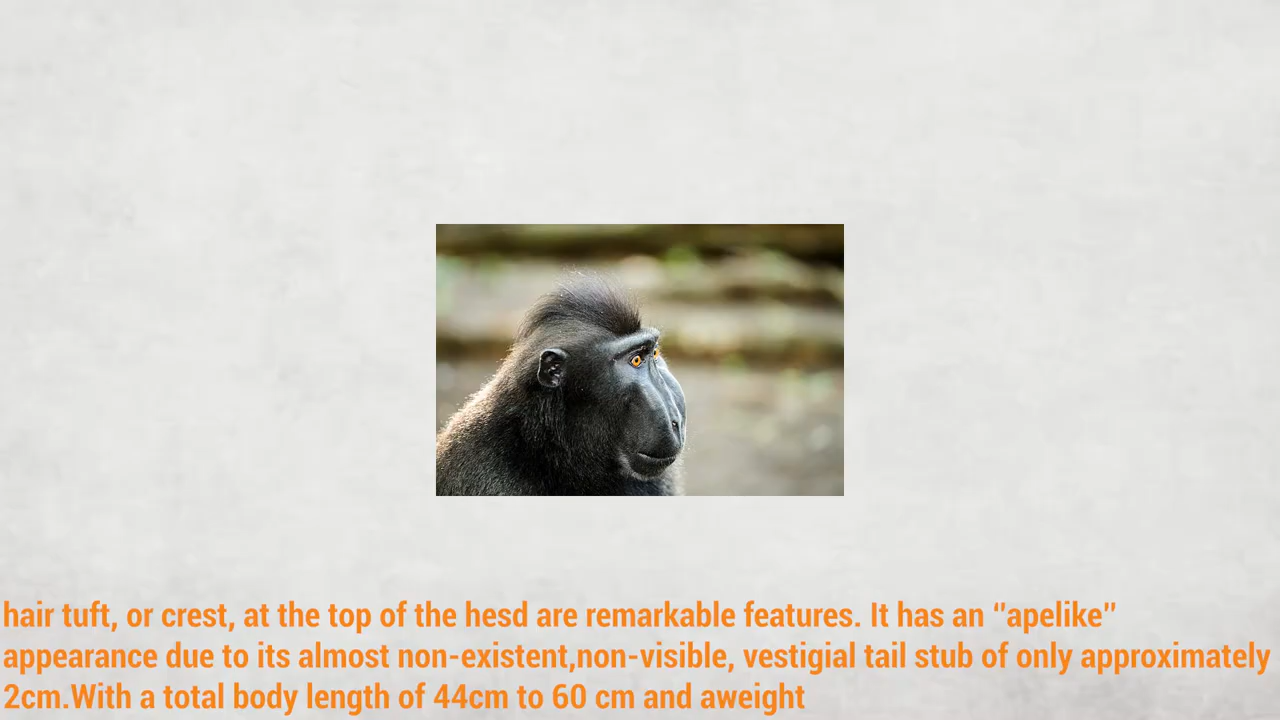 hair tuft, or crest, at the top of the hesd are remarkable features. It has an ‘’apelike’’
appearance due to its almost non-existent,non-visible, vestigial tail stub of only approximately
2cm.With a total body length of 44cm to 60 cm and aweight